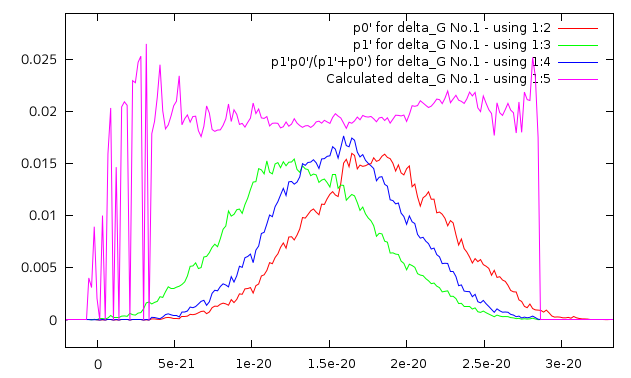 p0' for delta_G No.1 - using 1:2
p1' for delta_G No.1 - using 1:3
p1'p0'/(p1'+p0') for delta_G No.1 - using 1:4
Calculated delta_G No.1 - using 1:5
0.025
0.02
0.015
0.01
0.005
0
0 5e-21 1e-20 1.5e-20 2e-20 2.5e-20 3e-20